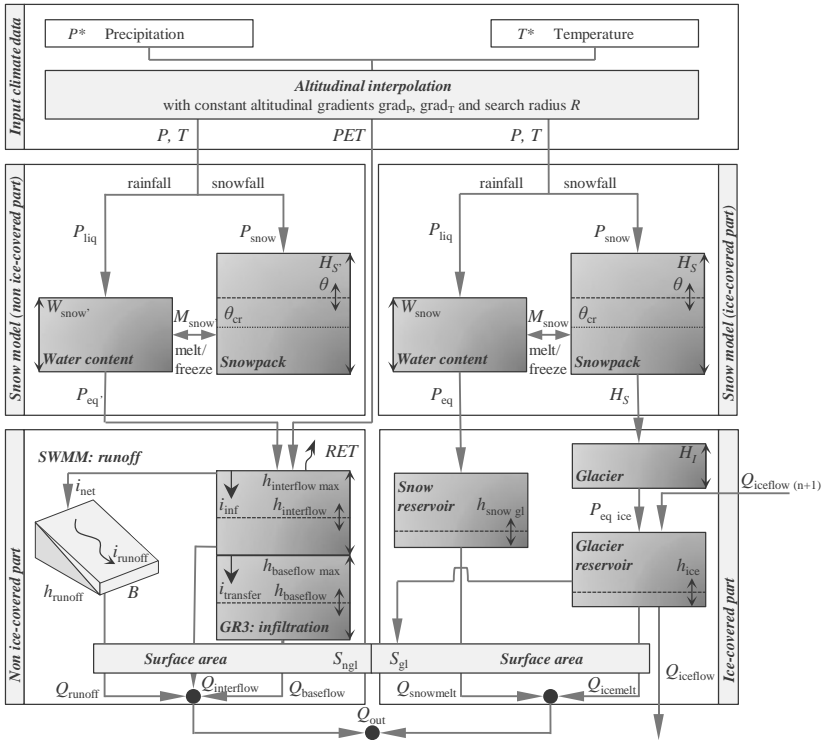 Input climate data
P* Precipitation
T* Temperature
Altitudinal interpolation
with constant altitudinal gradients grad_P, grad_T and search radius R
P, T
PET
P, T
Snow model (non ice-covered part)
rainfall
snowfall
P_liq
P_snow
H_S'
θ
W_snow'
M_snow'
θ_cr
Water content
melt/
freeze
Snowpack
P_eq'
rainfall
snowfall
P_liq
P_snow
H_S
θ
W_snow
M_snow
θ_cr
Water content
melt/
freeze
Snowpack
P_eq
H_S
Snow model (ice-covered part)
Non ice-covered part
SWMM: runoff
RET
i_net
i_runoff
h_runoff
B
h_interflow max
i_inf
h_interflow
h_baseflow max
i_transfer
h_baseflow
GR3: infiltration
Snow
reservoir
h_snow gl
Glacier
H_I
Q_iceflow (n+1)
P_eq ice
Glacier
reservoir
h_ice
Ice-covered part
Surface area
S_ngl
S_gl
Surface area
Q_runoff
Q_interflow
Q_baseflow
Q_snowmelt
Q_icemelt
Q_iceflow
Q_out